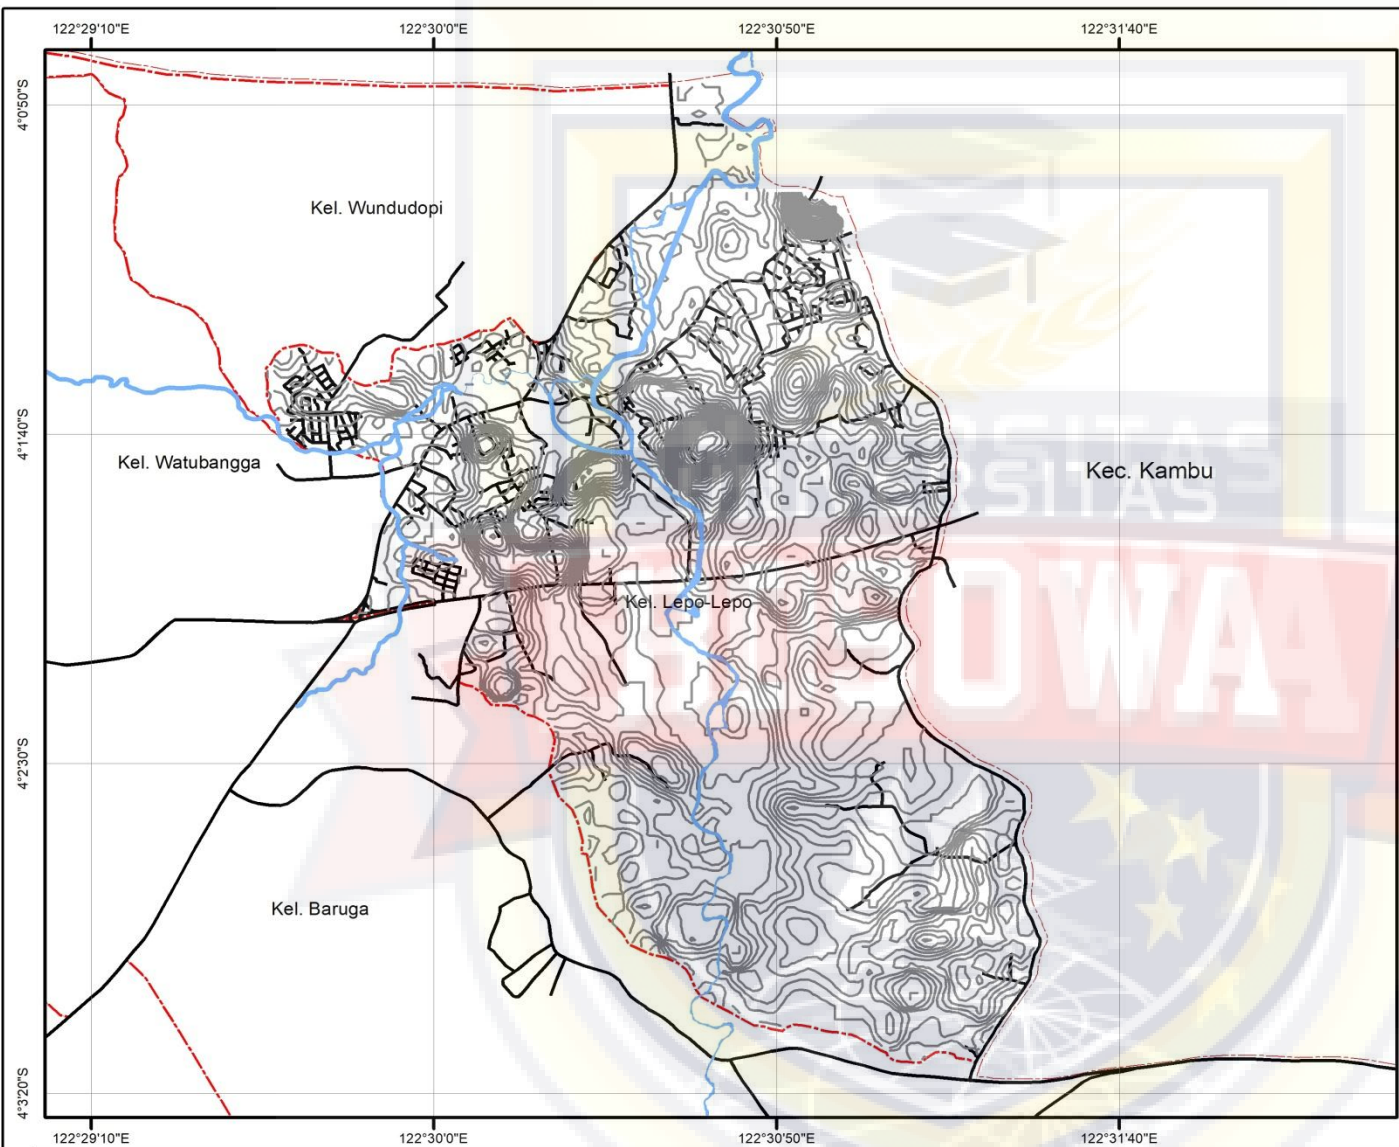 122°29'10"E 122°30'0"E 122°30'50"E 122°31'40"E
4°0'50"S
Kel. Wundudopi
4°1'40"S
Kel. Watubangga
Kec. Kambu
UNIVERSITAS
BOSOWA
Kel. Lepo-Lepo
4°2'30"S
Kel. Baruga
4°3'20"S
122°29'10"E 122°30'0"E 122°30'50"E 122°31'40"E